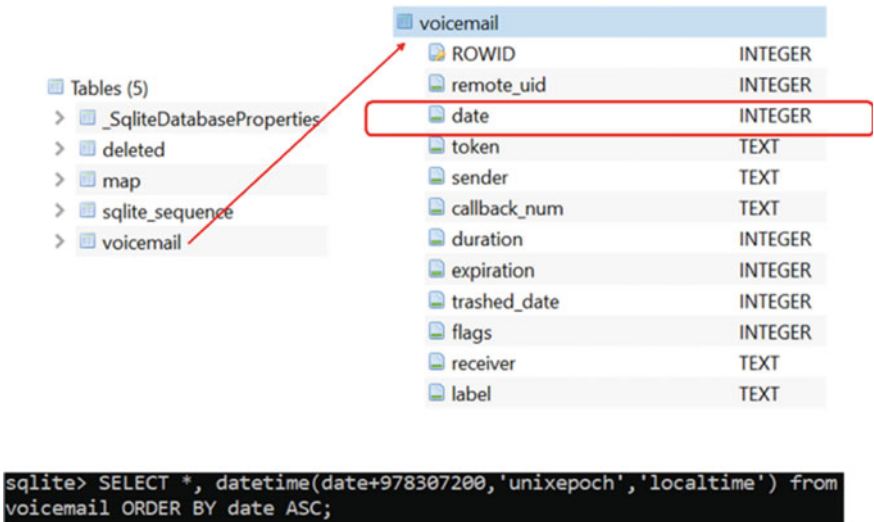 Tables (5)
_SqliteDatabaseProperties
deleted
map
sqlite_sequence
voicemail
voicemail
ROWID INTEGER
remote_uid INTEGER
date INTEGER
token TEXT
sender TEXT
callback_num TEXT
duration INTEGER
expiration INTEGER
trashed_date INTEGER
flags INTEGER
receiver TEXT
label TEXT
sqlite> SELECT *, datetime(date+978307200,'unixepoch','localtime') from
voicemail ORDER BY date ASC;